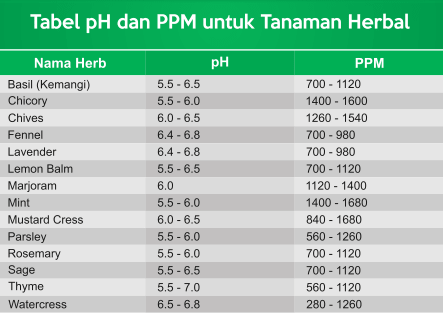 Tabel pH dan PPM untuk Tanaman Herbal
Nama Herb pH PPM
Basil (Kemangi) 5.5 - 6.5 700 - 1120
Chicory 5.5 - 6.0 1400 - 1600
Chives 6.0 - 6.5 1260 - 1540
Fennel 6.4 - 6.8 700 - 980
Lavender 6.4 - 6.8 700 - 980
Lemon Balm 5.5 - 6.5 700 - 1120
Marjoram 6.0 1120 - 1400
Mint 5.5 - 6.0 1400 - 1680
Mustard Cress 6.0 - 6.5 840 - 1680
Parsley 5.5 - 6.0 560 - 1260
Rosemary 5.5 - 6.0 700 - 1120
Sage 5.5 - 6.5 700 - 1120
Thyme 5.5 - 7.0 560 - 1120
Watercress 6.5 - 6.8 280 - 1260